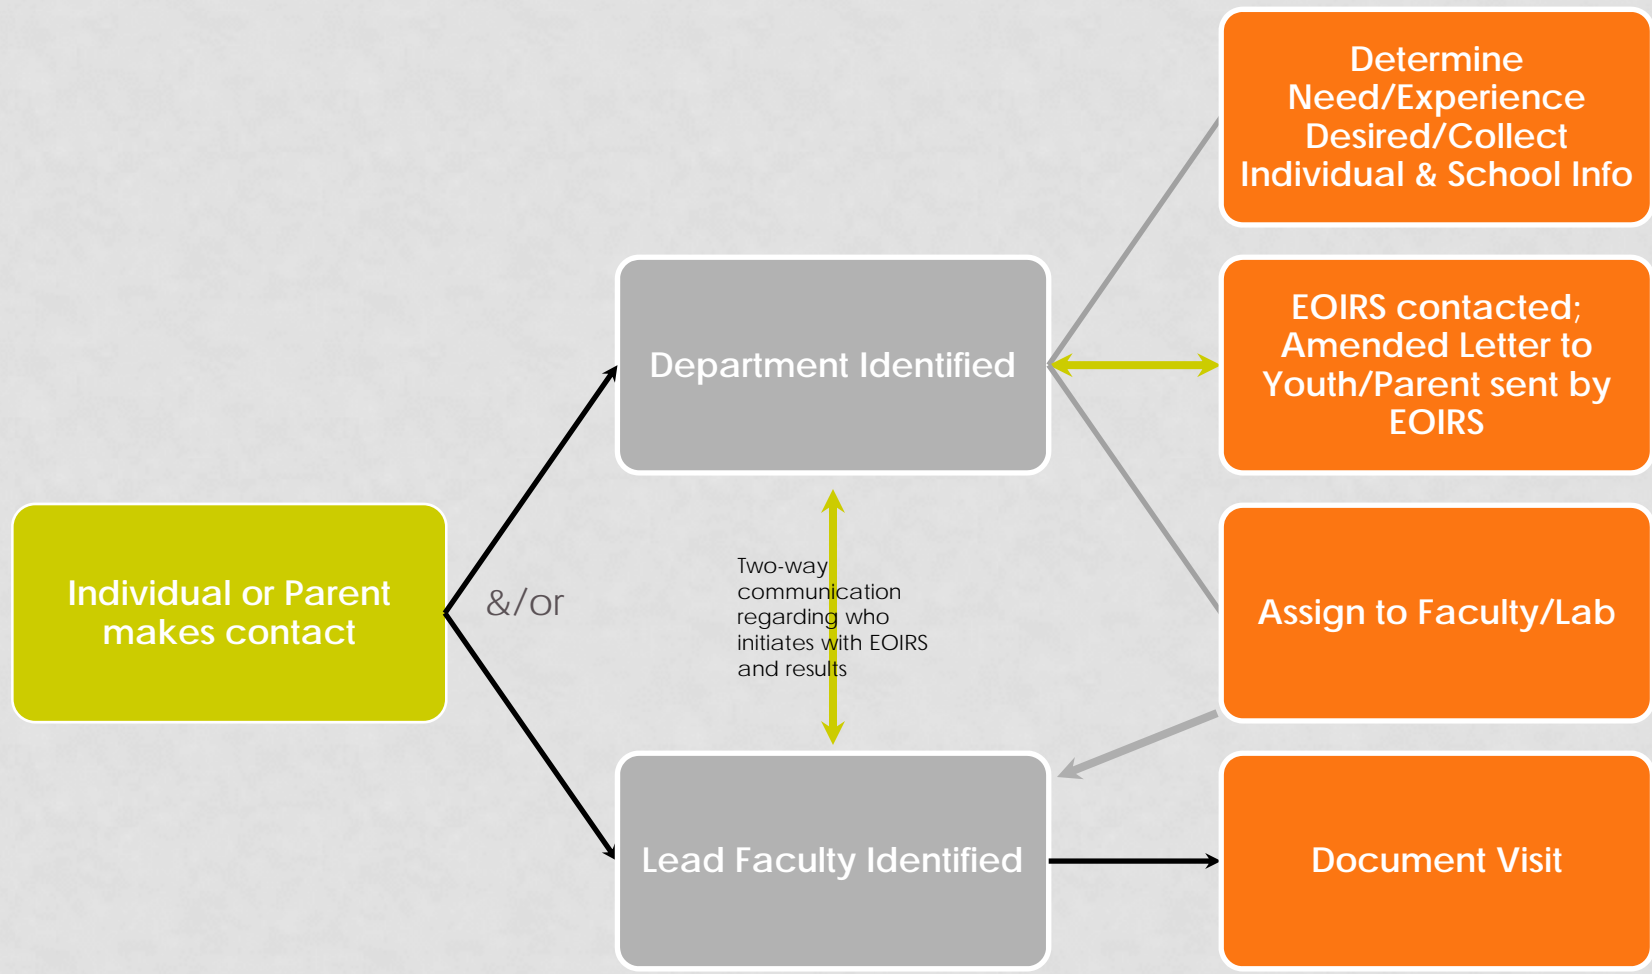 Determine
Need/Experience
Desired/Collect
Individual & School Info
Department Identified
EOIRS contacted;
Amended Letter to
Youth/Parent sent by
EOIRS
Individual or Parent
makes contact
&/or
Two-way
communication
regarding who
initiates with EOIRS
and results
Assign to Faculty/Lab
Lead Faculty Identified
Document Visit